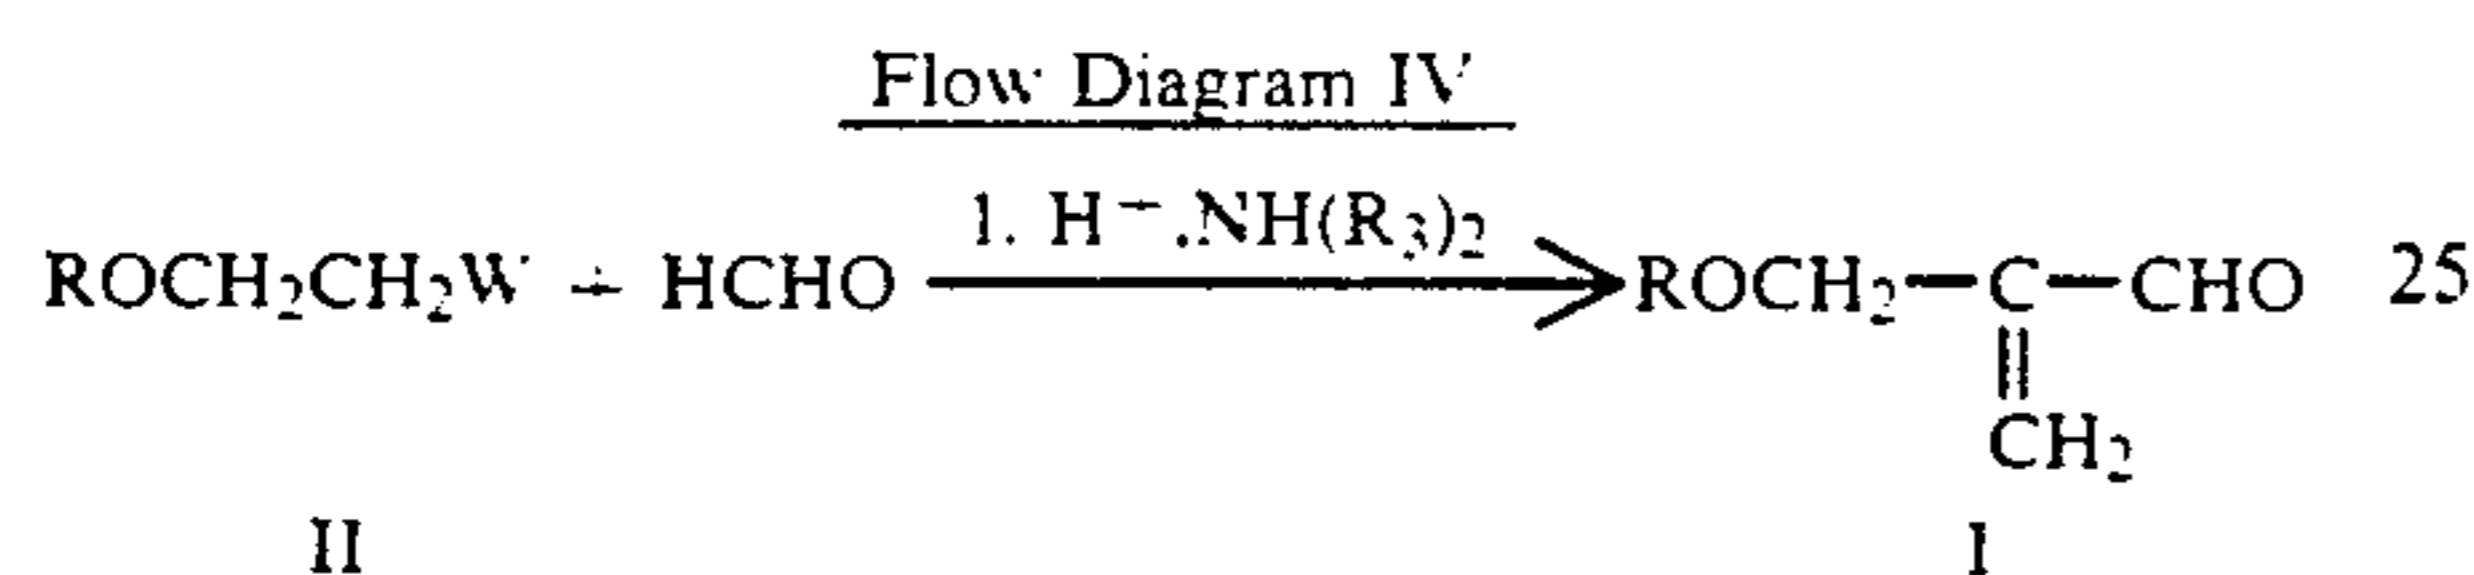 Flow Diagram IV
1. H⁺.NH(R₃)₂
ROCH₂CH₂W + HCHO ROCH₂—C—CHO 25
CH₂
II I